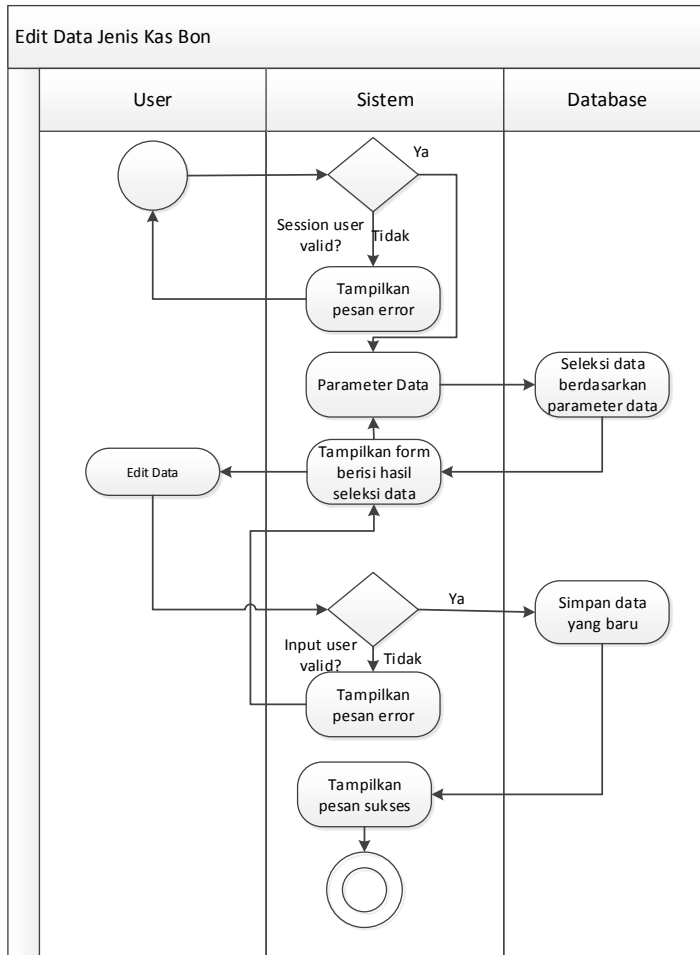 Edit Data Jenis Kas Bon
User
Sistem
Database
Ya
Session user
valid?
Tidak
Tampilkan
pesan error
Parameter Data
Seleksi data
berdasarkan
parameter data
Tampilkan form
berisi hasil
seleksi data
Edit Data
Ya
Simpan data
yang baru
Input user
valid?
Tidak
Tampilkan
pesan error
Tampilkan
pesan sukses